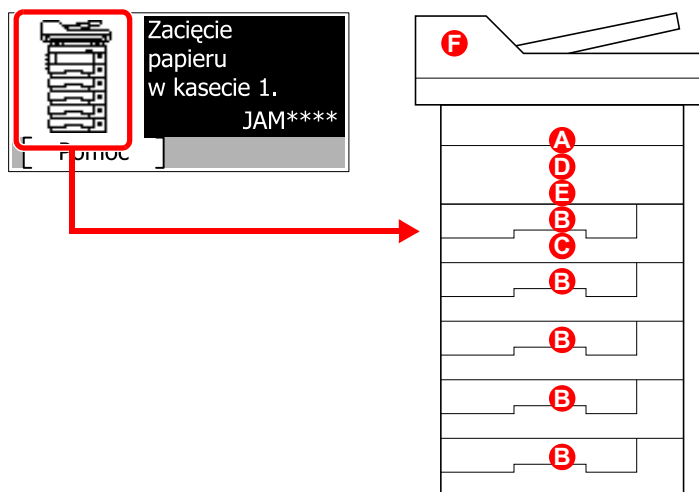 Zacięcie
papieru
w kasecie 1.
JAM****
[ Pomoc ]
F
A
D
E
B
C
B
B
B
B